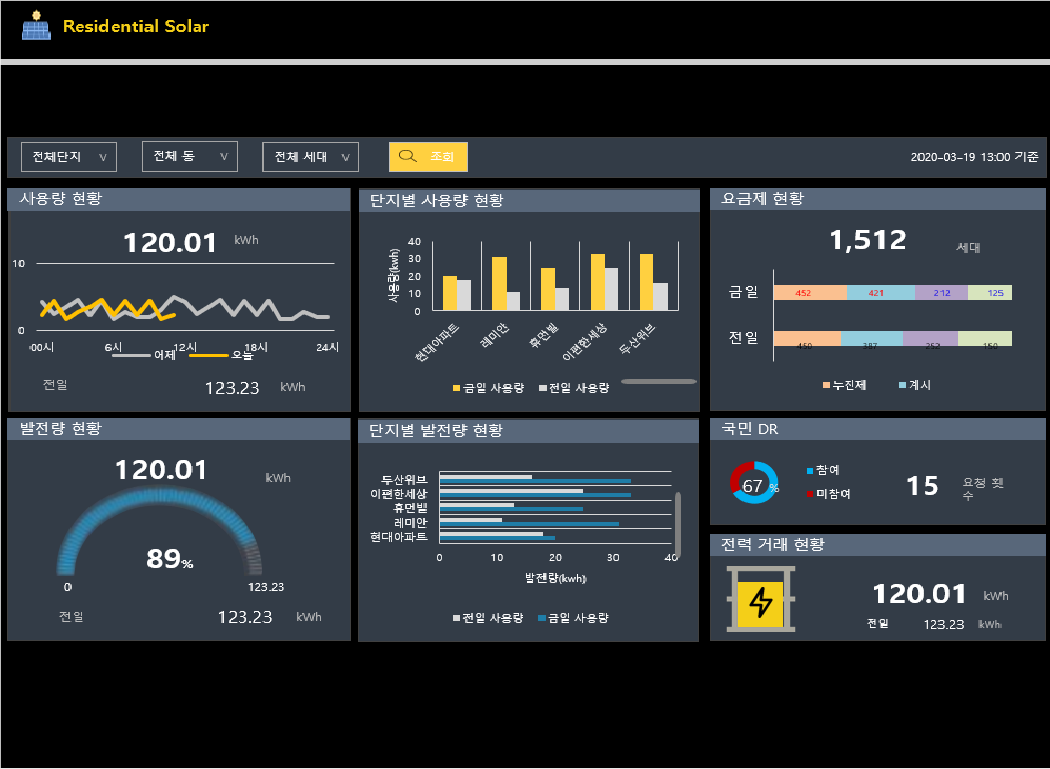 Residential Solar
전체단지 ∨ 전체 동 ∨ 전체 세대 ∨ 조회 2020-03-19 13:00 기준
사용량 현황
120.01 kWh
10
0
00시 6시 12시 18시 24시
어제 오늘
전일 123.23 kWh
단지별 사용량 현황
사용량(kwh)
40
30
20
10
0
현대아파트 레미안 휴먼빌 이편한세상 두산위브
금일 사용량 전일 사용량
요금제 현황
1,512 세대
금일 452 421 212 125
전일 450 387 252 150
누진제 계시
발전량 현황
120.01 kWh
89%
0 123.23
전일 123.23 kWh
단지별 발전량 현황
두산위브
이편한세상
휴먼빌
레미안
현대아파트
0 10 20 30 40
발전량(kwh)
전일 사용량 금일 사용량
국민 DR
67 %
참여
미참여
15 요청 횟
수
전력 거래 현황
120.01 kWh
전일 123.23 kWh